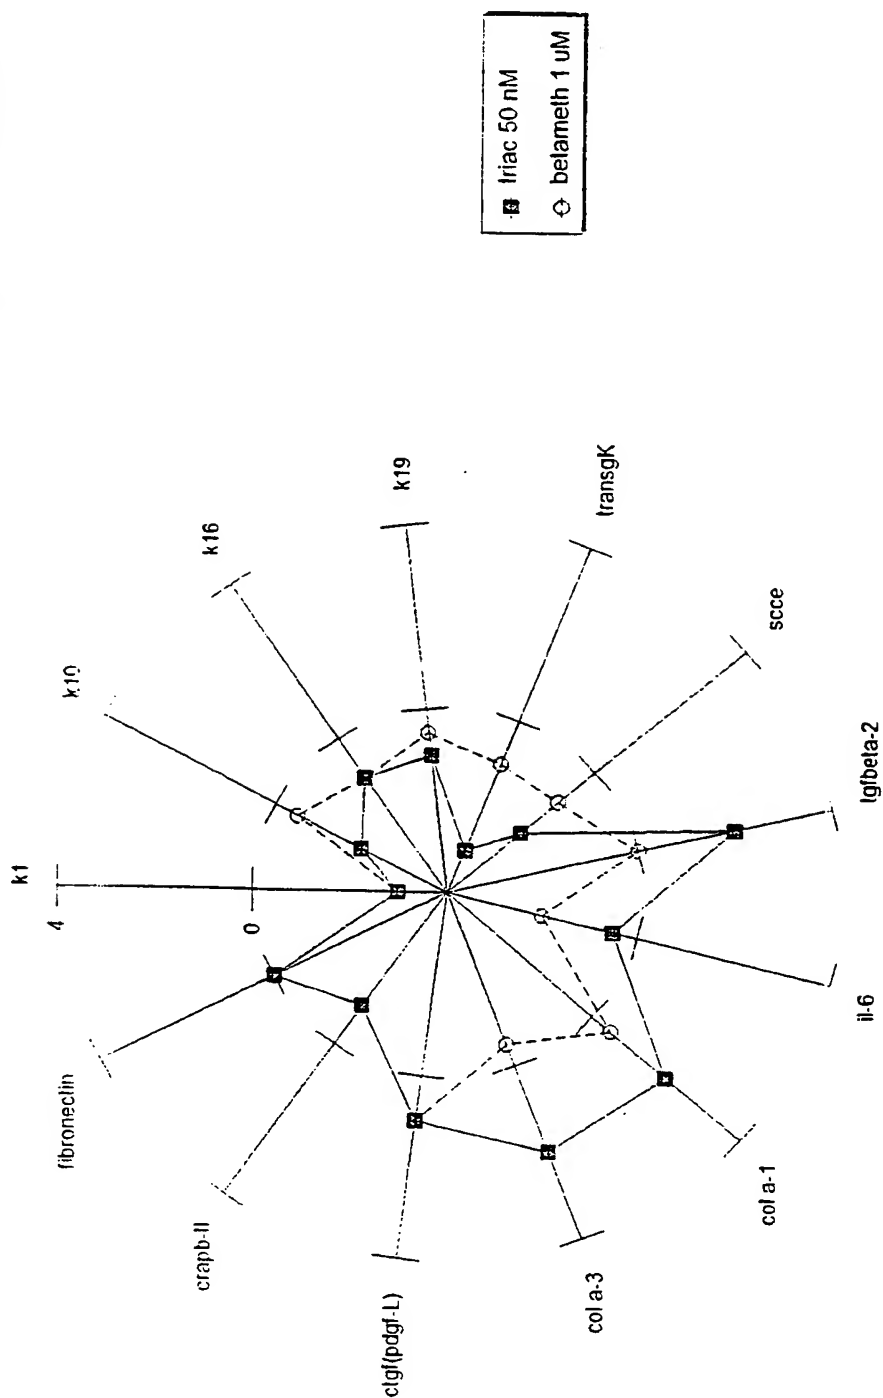 k1
4
0
k10
k16
k19
transgK
scce
tgfbeta-2
il-6
col a-1
col a-3
ctgf(pdgf-L)
crapb-II
fibronectin
triac 50 nM
betameth 1 uM